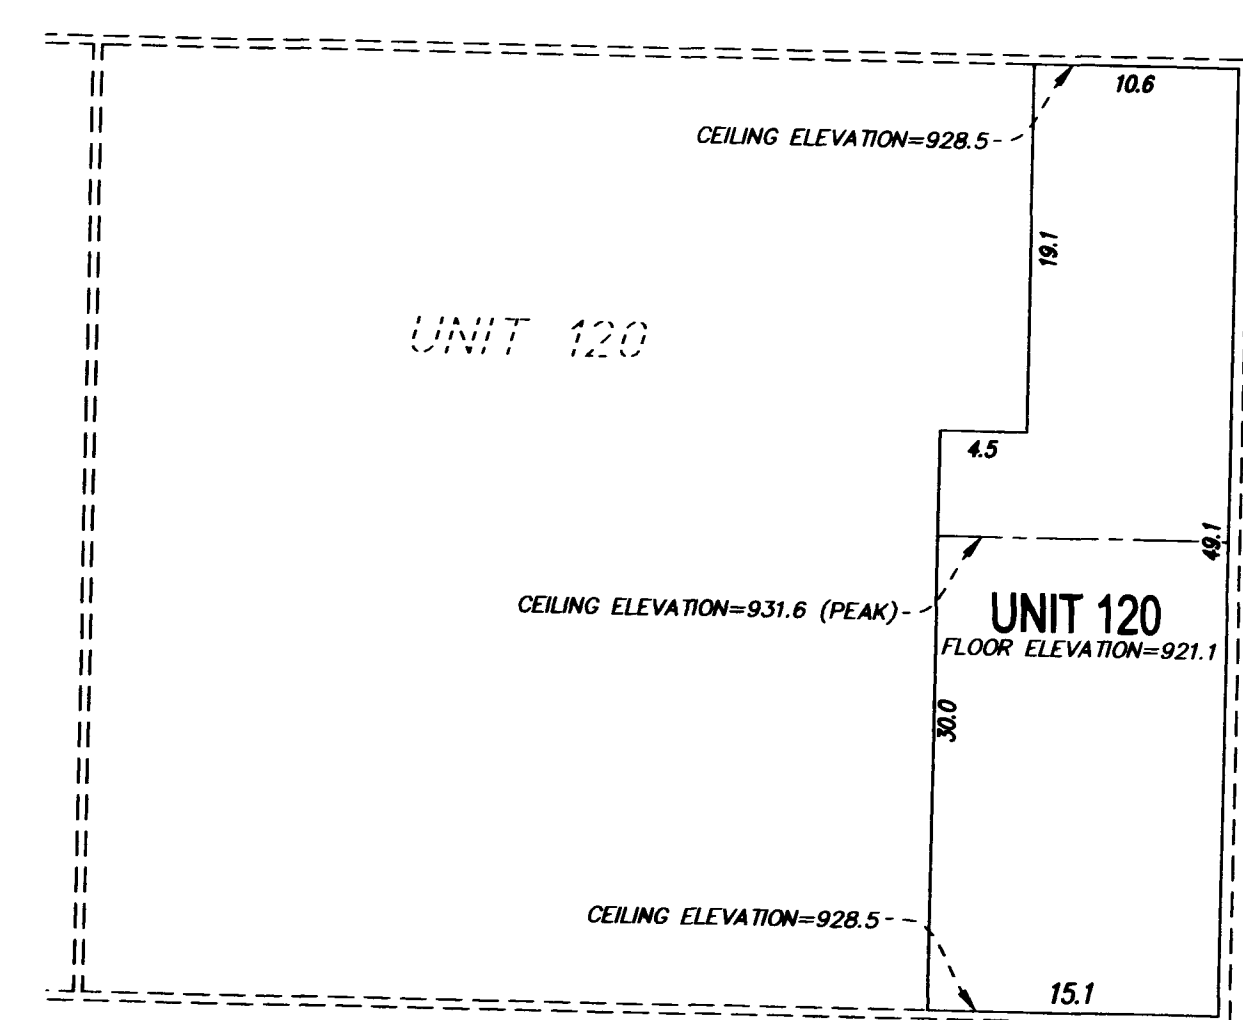 10.6
CEILING ELEVATION=928.5
19.1
UNIT 120
4.5
49.1
CEILING ELEVATION=931.6 (PEAK)
UNIT 120
FLOOR ELEVATION=921.1
30.0
CEILING ELEVATION=928.5
15.1